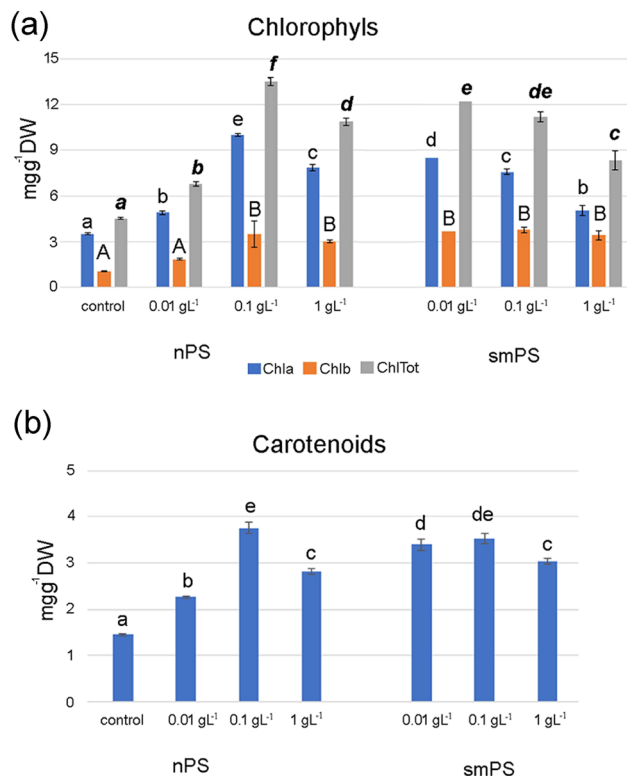 (a)
Chlorophyls
mgg⁻¹DW
15
12
9
6
3
0
a A a
b A b
e B f
c B d
d B e
c B de
b B c
control 0.01 gL⁻¹ 0.1 gL⁻¹ 1 gL⁻¹ 0.01 gL⁻¹ 0.1 gL⁻¹ 1 gL⁻¹
nPS smPS
Chla Chlb ChlTot
(b)
Carotenoids
mgg⁻¹DW
5
4
3
2
1
0
a b e c d de c
control 0.01 gL⁻¹ 0.1 gL⁻¹ 1 gL⁻¹ 0.01 gL⁻¹ 0.1 gL⁻¹ 1 gL⁻¹
nPS smPS